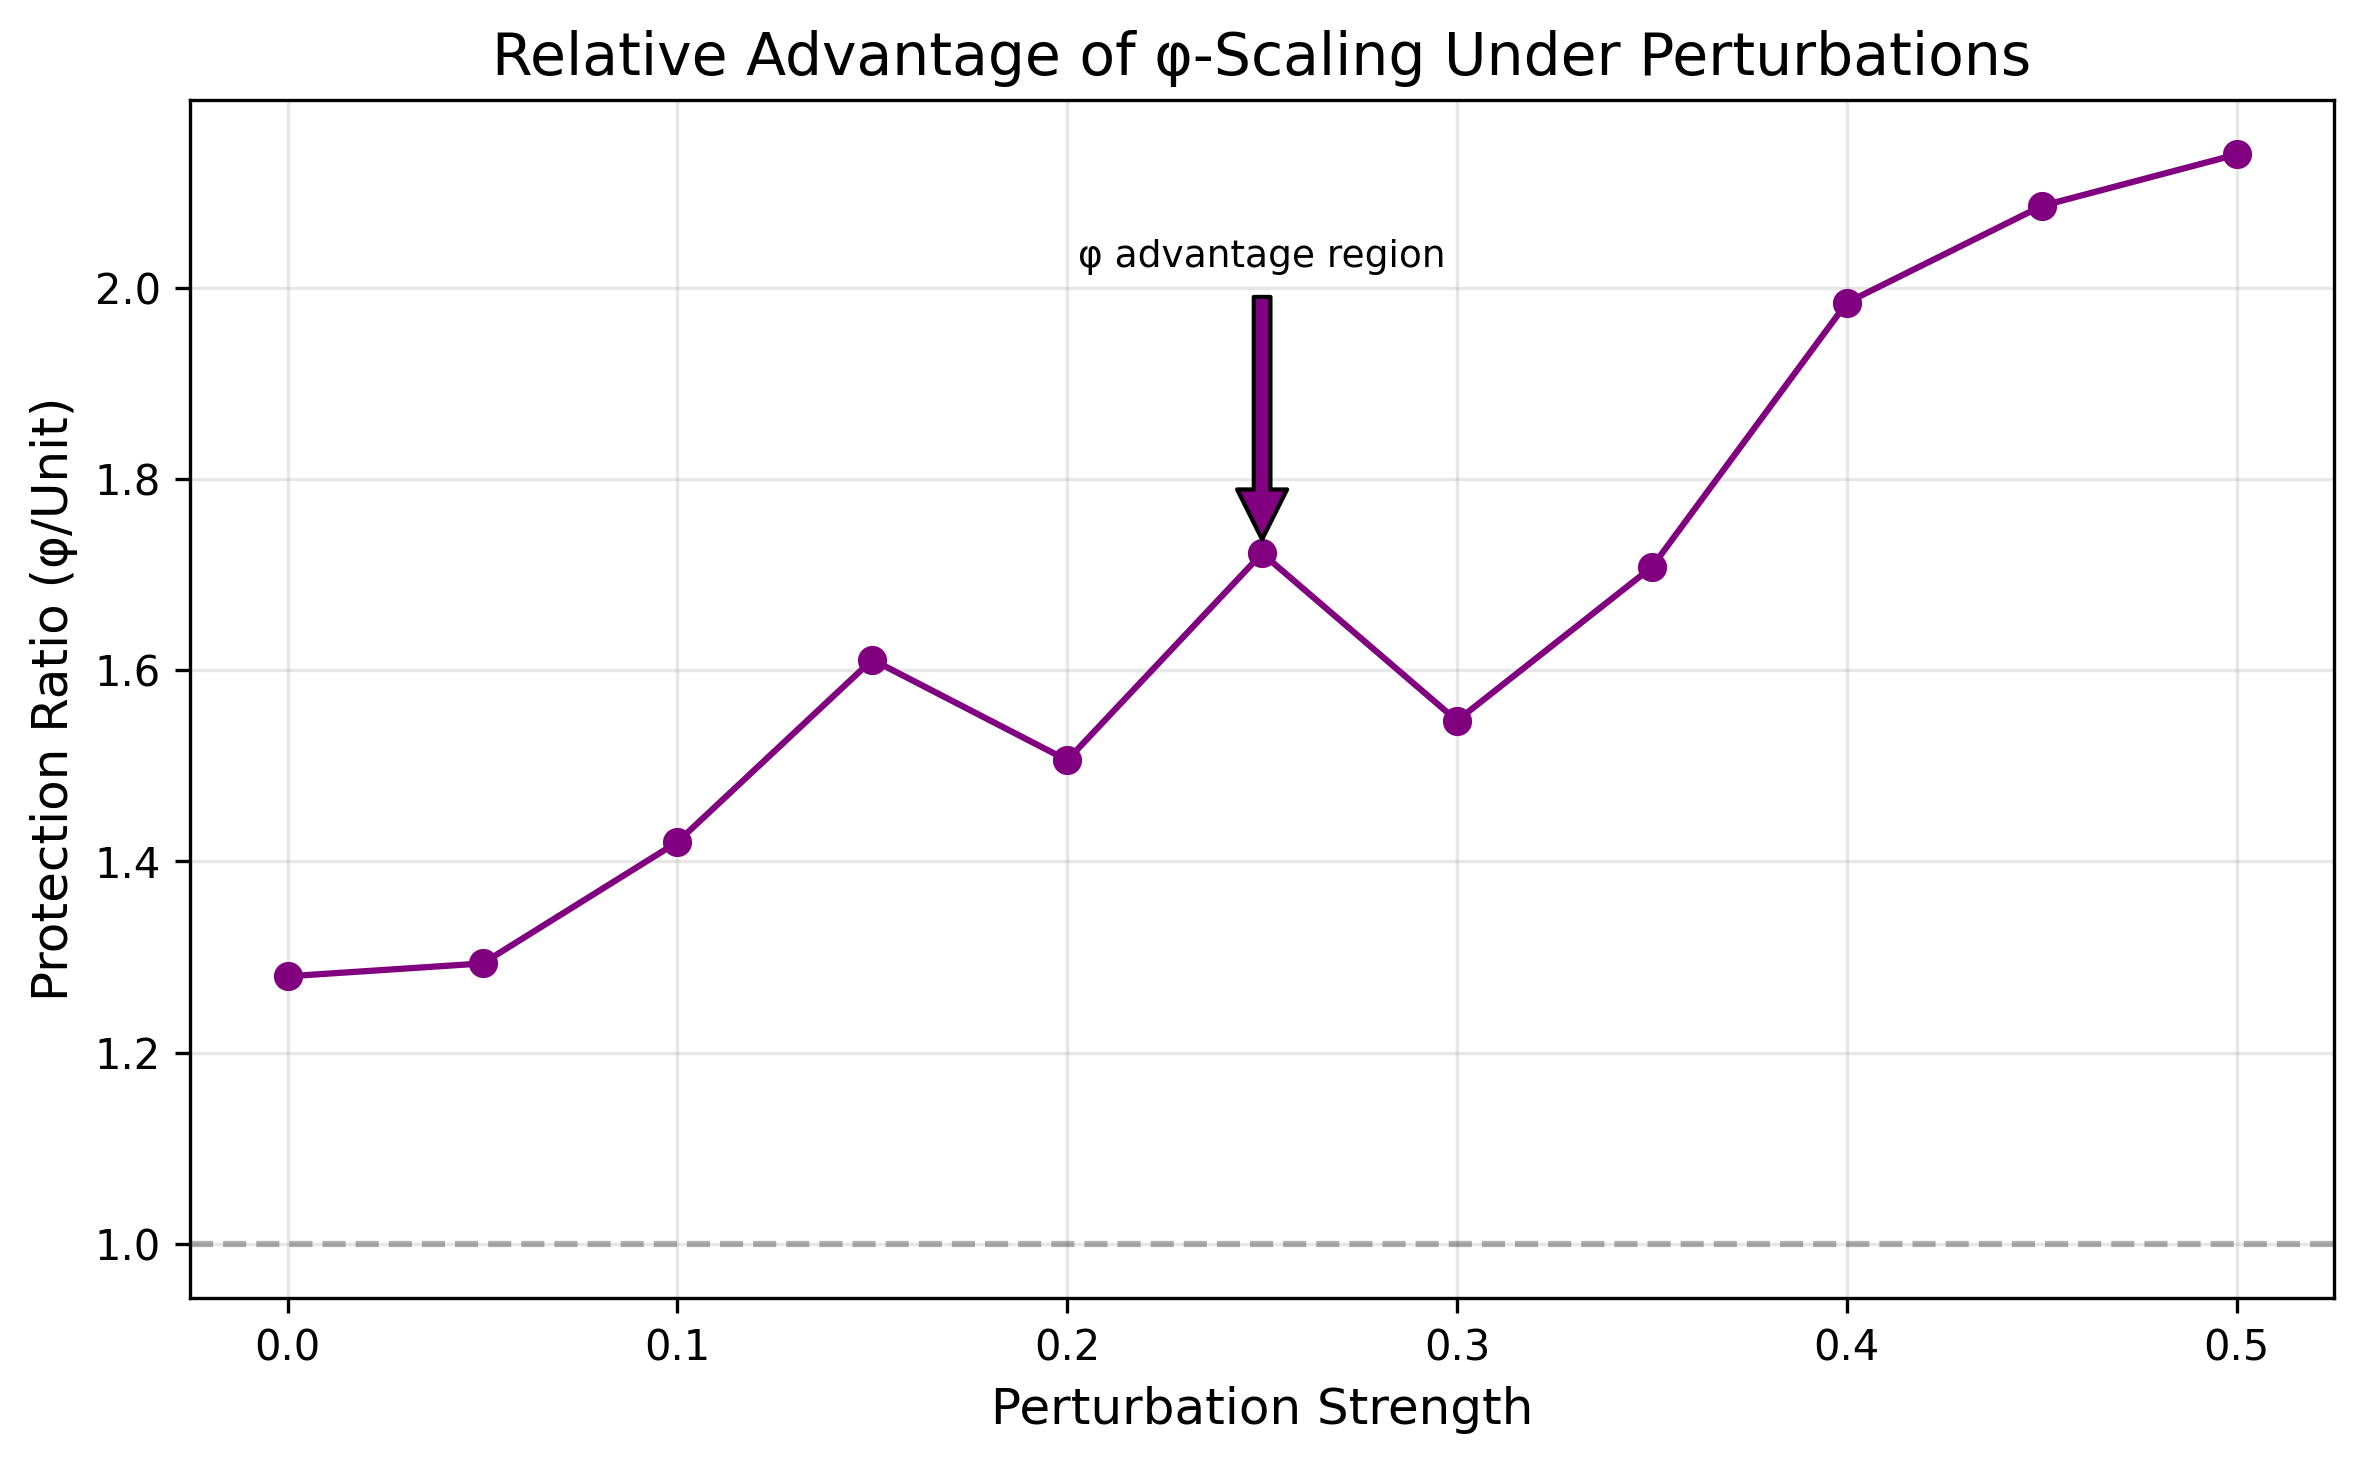 Relative Advantage of φ-Scaling Under Perturbations
φ advantage region
Protection Ratio (φ/Unit)
2.0
1.8
1.6
1.4
1.2
1.0
0.0 0.1 0.2 0.3 0.4 0.5
Perturbation Strength